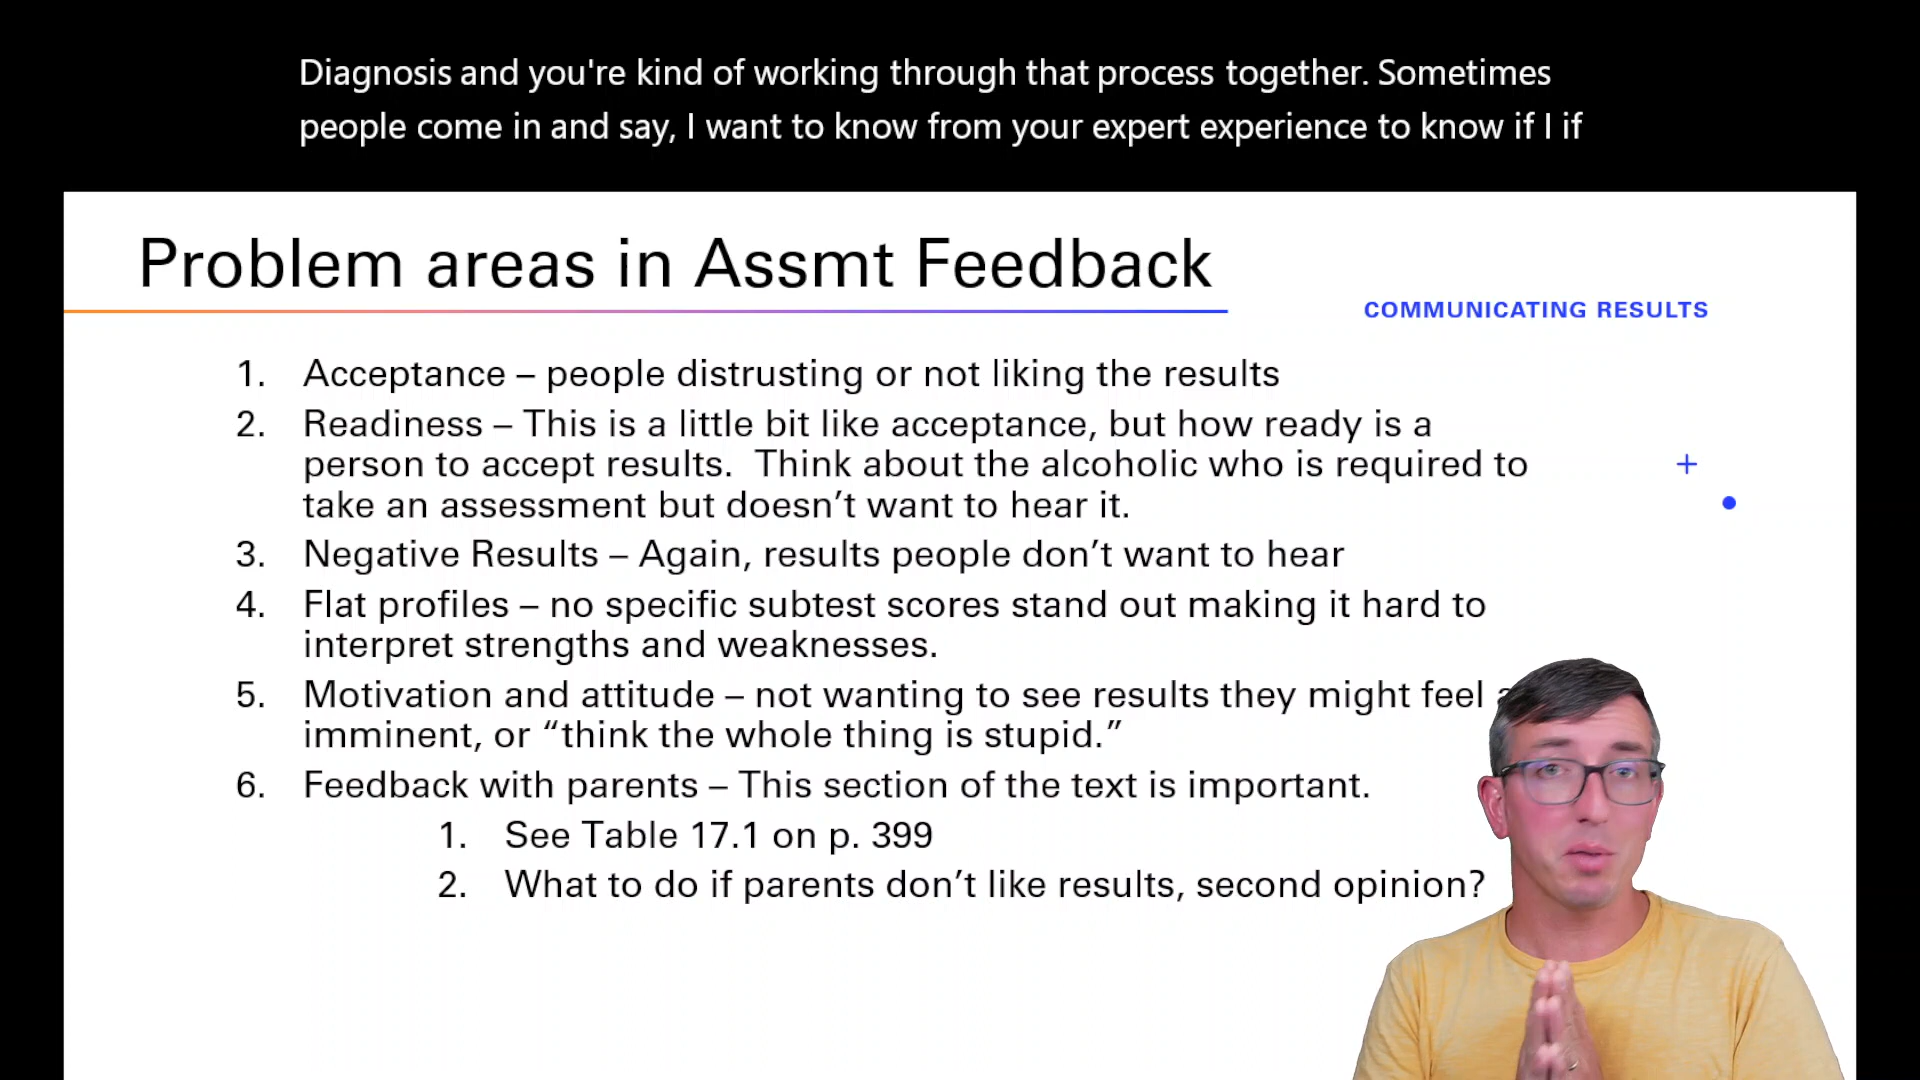 Diagnosis and you're kind of working through that process together. Sometimes
people come in and say, I want to know from your expert experience to know if I if
Problem areas in Assmt Feedback
COMMUNICATING RESULTS
1. Acceptance – people distrusting or not liking the results
2. Readiness – This is a little bit like acceptance, but how ready is a
person to accept results.  Think about the alcoholic who is required to
take an assessment but doesn’t want to hear it.
3. Negative Results – Again, results people don’t want to hear
4. Flat profiles – no specific subtest scores stand out making it hard to
interpret strengths and weaknesses.
5. Motivation and attitude – not wanting to see results they might feel
imminent, or “think the whole thing is stupid.”
6. Feedback with parents – This section of the text is important.
1. See Table 17.1 on p. 399
2. What to do if parents don’t like results, second opinion?